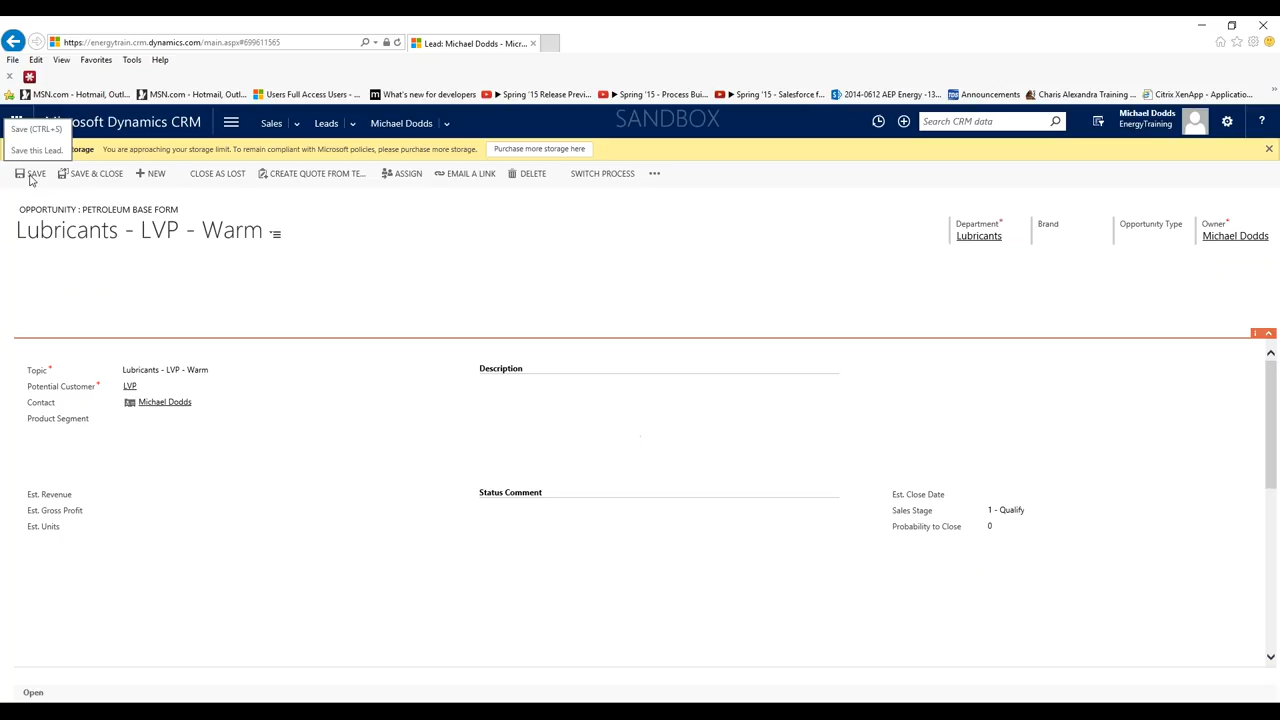 https://energytrain.crm.dynamics.com/main.aspx#699611565
Lead: Michael Dodds - Micr...
File Edit View Favorites Tools Help
MSN.com - Hotmail, Outl... MSN.com - Hotmail, Outl... Users Full Access Users - ... What's new for developers Spring '15 Release Previ... Spring '15 - Process Bui... Spring '15 - Salesforce f... 2014-0612 AEP Energy -13... Announcements Charis Alexandra Training ... Citrix XenApp - Applicatio...
osoft Dynamics CRM Sales Leads Michael Dodds SANDBOX Search CRM data Michael Dodds
EnergyTraining
?
Save (CTRL+S)
Save this Lead.
orage You are approaching your storage limit. To remain compliant with Microsoft policies, please purchase more storage. Purchase more storage here
SAVE SAVE & CLOSE + NEW CLOSE AS LOST CREATE QUOTE FROM TE... ASSIGN EMAIL A LINK DELETE SWITCH PROCESS •••
OPPORTUNITY : PETROLEUM BASE FORM
Lubricants - LVP - Warm
Department*
Lubricants
Brand
Opportunity Type
Owner*
Michael Dodds
Topic* Lubricants - LVP - Warm
Potential Customer* LVP
Contact Michael Dodds
Product Segment
Description
Est. Revenue
Est. Gross Profit
Est. Units
Status Comment
Est. Close Date
Sales Stage 1 - Qualify
Probability to Close 0
Open